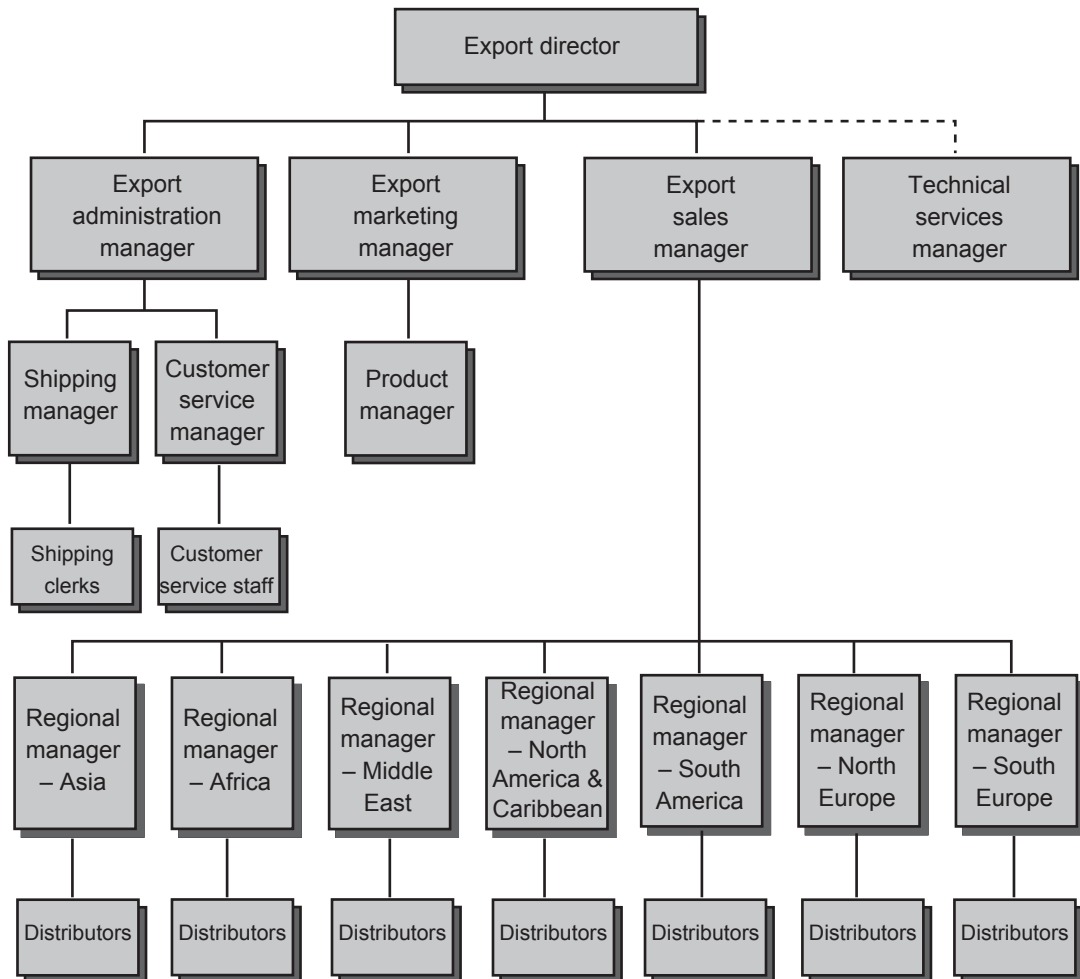 Export director
Export
administration
manager
Export
marketing
manager
Export
sales
manager
Technical
services
manager
Shipping
manager
Customer
service
manager
Product
manager
Shipping
clerks
Customer
service staff
Regional
manager
– Asia
Regional
manager
– Africa
Regional
manager
– Middle
East
Regional
manager
– North
America &
Caribbean
Regional
manager
– South
America
Regional
manager
– North
Europe
Regional
manager
– South
Europe
Distributors
Distributors
Distributors
Distributors
Distributors
Distributors
Distributors